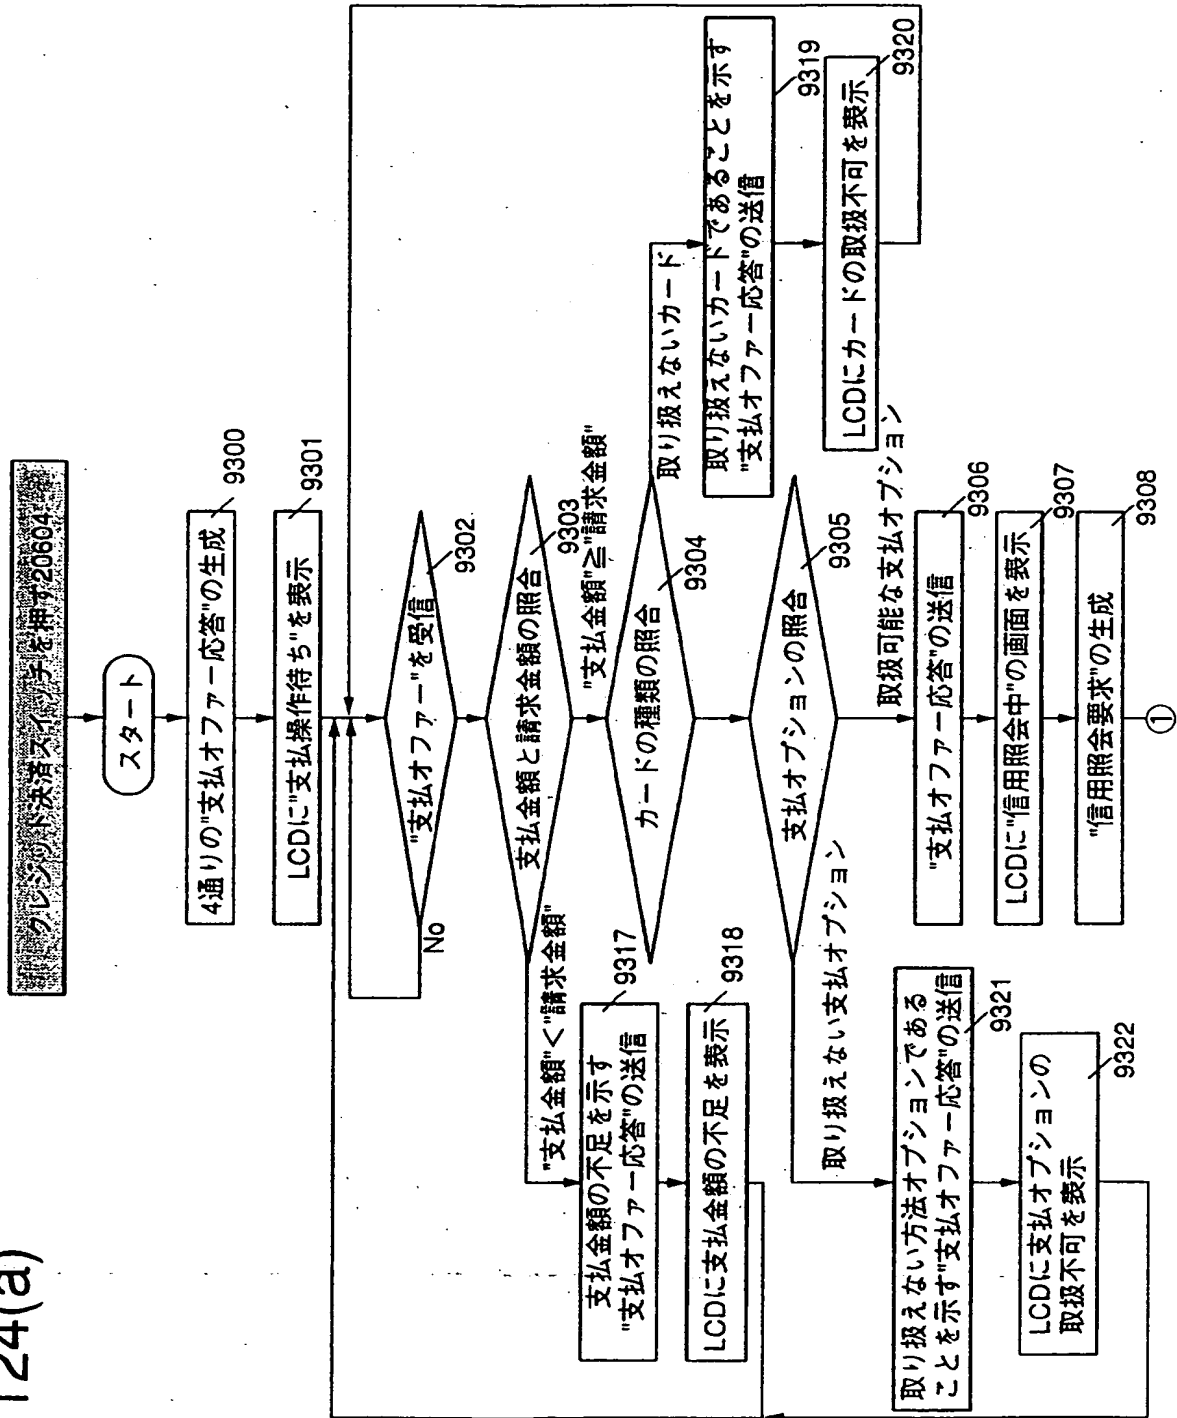 124(a)
クレジット決済スイッチを押す20604
スタート
4通りの"支払オファー応答"の生成
9300
LCDに"支払操作待ち"を表示
9301
"支払オファー"を受信
9302
No
支払金額と請求金額の照合
9303
"支払金額"<"請求金額"
"支払金額"≧"請求金額"
支払金額の不足を示す
"支払オファー応答"の送信
9317
LCDに支払金額の不足を表示
9318
カードの種類の照合
9304
取り扱えないカード
取り扱えないカードであることを示す
"支払オファー応答"の送信
9319
LCDにカードの取扱不可を表示
9320
支払オプションの照合
9305
取り扱えない支払オプション
取扱可能な支払オプション
取り扱えない方法オプションである
ことを示す"支払オファー応答"の送信
9321
LCDに支払オプションの
取扱不可を表示
9322
"支払オファー応答"の送信
9306
LCDに"信用照会中"の画面を表示
9307
"信用照会要求"の生成
9308
①